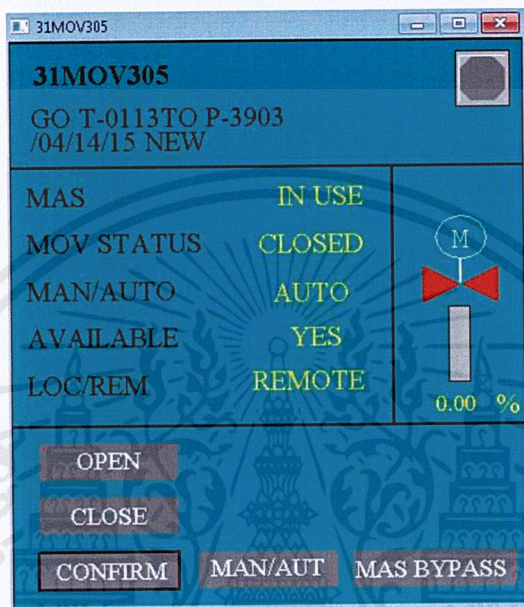 31MOV305
31MOV305
GO T-0113TO P-3903
/04/14/15 NEW
MAS IN USE
MOV STATUS CLOSED
M
MAN/AUTO AUTO
AVAILABLE YES
LOC/REM REMOTE
0.00 %
OPEN
CLOSE
CONFIRM MAN/AUT MAS BYPASS